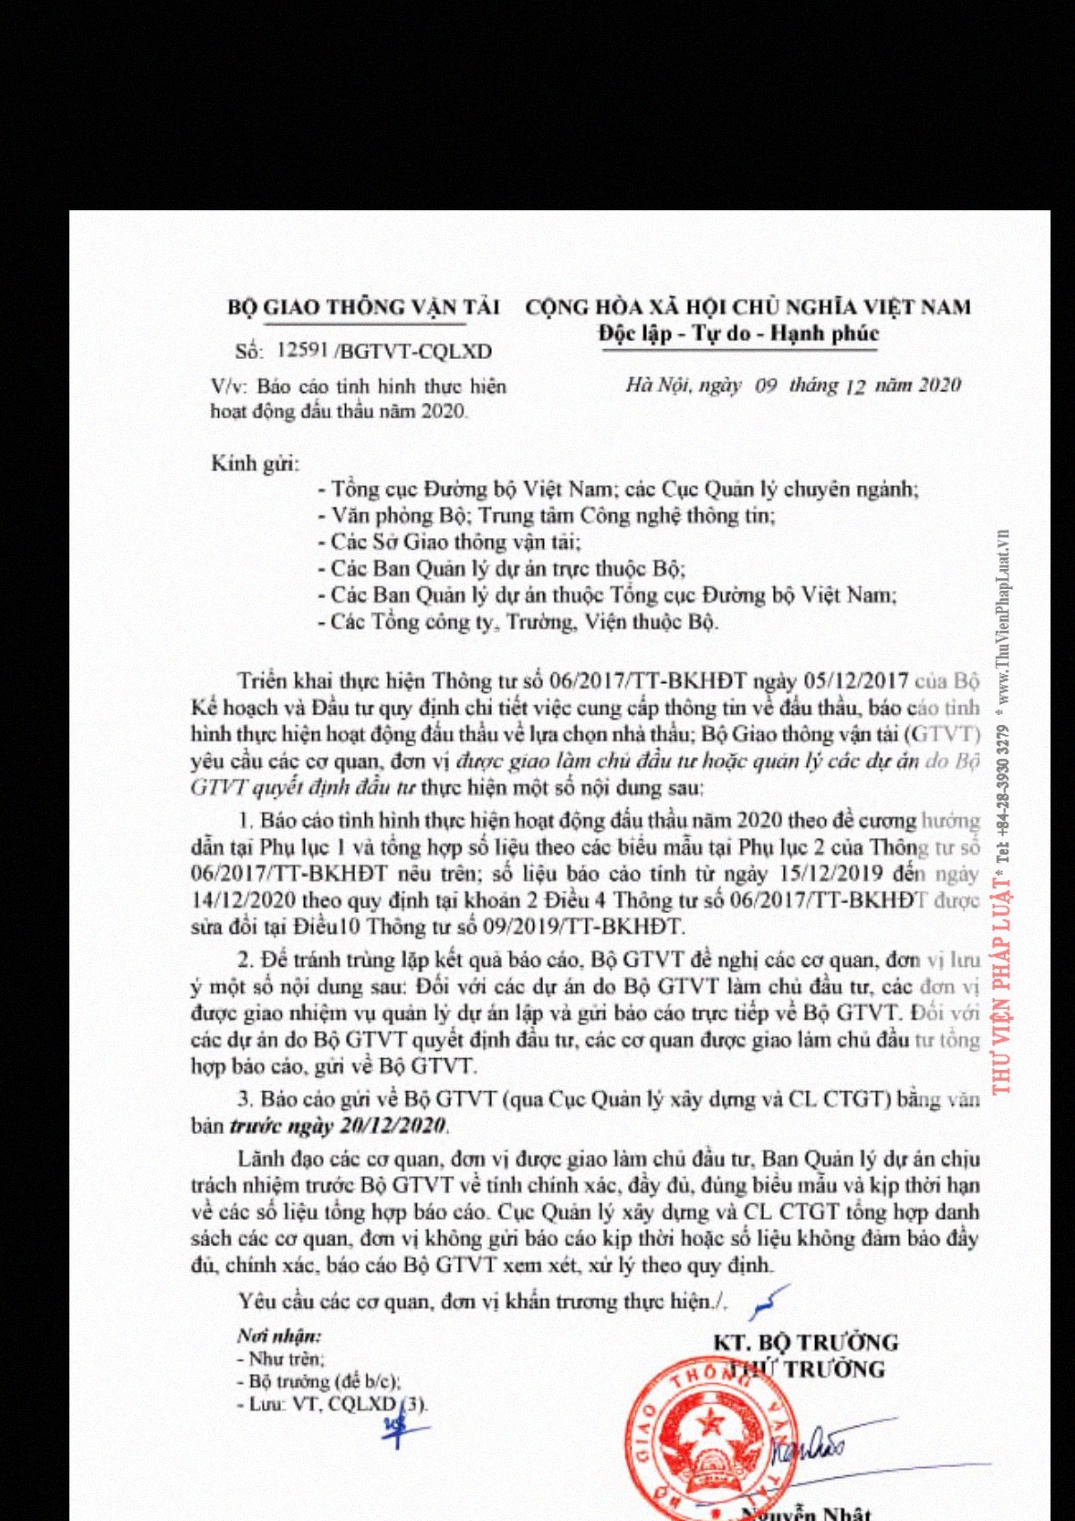 BỘ GIAO THÔNG VẬN TẢI
CỘNG HÒA XÃ HỘI CHỦ NGHĨA VIỆT NAM
Độc lập - Tự do - Hạnh phúc
Số: 12591 /BGTVT-CQLXD
V/v: Báo cáo tình hình thực hiện
hoạt động đấu thầu năm 2020.
Hà Nội, ngày 09 tháng 12 năm 2020
Kính gửi:
- Tổng cục Đường bộ Việt Nam; các Cục Quản lý chuyên ngành;
- Văn phòng Bộ; Trung tâm Công nghệ thông tin;
- Các Sở Giao thông vận tải;
- Các Ban Quản lý dự án trực thuộc Bộ;
- Các Ban Quản lý dự án thuộc Tổng cục Đường bộ Việt Nam;
- Các Tổng công ty, Trường, Viện thuộc Bộ.
Triển khai thực hiện Thông tư số 06/2017/TT-BKHĐT ngày 05/12/2017 của Bộ
Kế hoạch và Đầu tư quy định chi tiết việc cung cấp thông tin về đấu thầu, báo cáo tình
hình thực hiện hoạt động đấu thầu về lựa chọn nhà thầu; Bộ Giao thông vận tải (GTVT)
yêu cầu các cơ quan, đơn vị được giao làm chủ đầu tư hoặc quản lý các dự án do Bộ
GTVT quyết định đầu tư thực hiện một số nội dung sau:
1. Báo cáo tình hình thực hiện hoạt động đấu thầu năm 2020 theo đề cương hướng
dẫn tại Phụ lục 1 và tổng hợp số liệu theo các biểu mẫu tại Phụ lục 2 của Thông tư số
06/2017/TT-BKHĐT nêu trên; số liệu báo cáo tính từ ngày 15/12/2019 đến ngày
14/12/2020 theo quy định tại khoản 2 Điều 4 Thông tư số 06/2017/TT-BKHĐT được
sửa đổi tại Điều10 Thông tư số 09/2019/TT-BKHĐT.
2. Để tránh trùng lặp kết quả báo cáo, Bộ GTVT đề nghị các cơ quan, đơn vị lưu
ý một số nội dung sau: Đối với các dự án do Bộ GTVT làm chủ đầu tư, các đơn vị
được giao nhiệm vụ quản lý dự án lập và gửi báo cáo trực tiếp về Bộ GTVT. Đối với
các dự án do Bộ GTVT quyết định đầu tư, các cơ quan được giao làm chủ đầu tư tổng
hợp báo cáo, gửi về Bộ GTVT.
3. Báo cáo gửi về Bộ GTVT (qua Cục Quản lý xây dựng và CL CTGT) bằng văn
bản trước ngày 20/12/2020.
Lãnh đạo các cơ quan, đơn vị được giao làm chủ đầu tư, Ban Quản lý dự án chịu
trách nhiệm trước Bộ GTVT về tính chính xác, đầy đủ, đúng biểu mẫu và kịp thời hạn
về các số liệu tổng hợp báo cáo. Cục Quản lý xây dựng và CL CTGT tổng hợp danh
sách các cơ quan, đơn vị không gửi báo cáo kịp thời hoặc số liệu không đảm bảo đầy
đủ, chính xác, báo cáo Bộ GTVT xem xét, xử lý theo quy định.
Yêu cầu các cơ quan, đơn vị khẩn trương thực hiện./.
Nơi nhận:
- Như trên;
- Bộ trưởng (để b/c);
- Lưu: VT, CQLXD (3).
KT. BỘ TRƯỞNG
THỨ TRƯỞNG
BỘ GIAO THÔNG VẬN TẢI
Nguyễn Nhật
THƯ VIỆN PHÁP LUẬT * Tel: +84-28-3930 3279 * www.ThuVienPhapLuat.vn